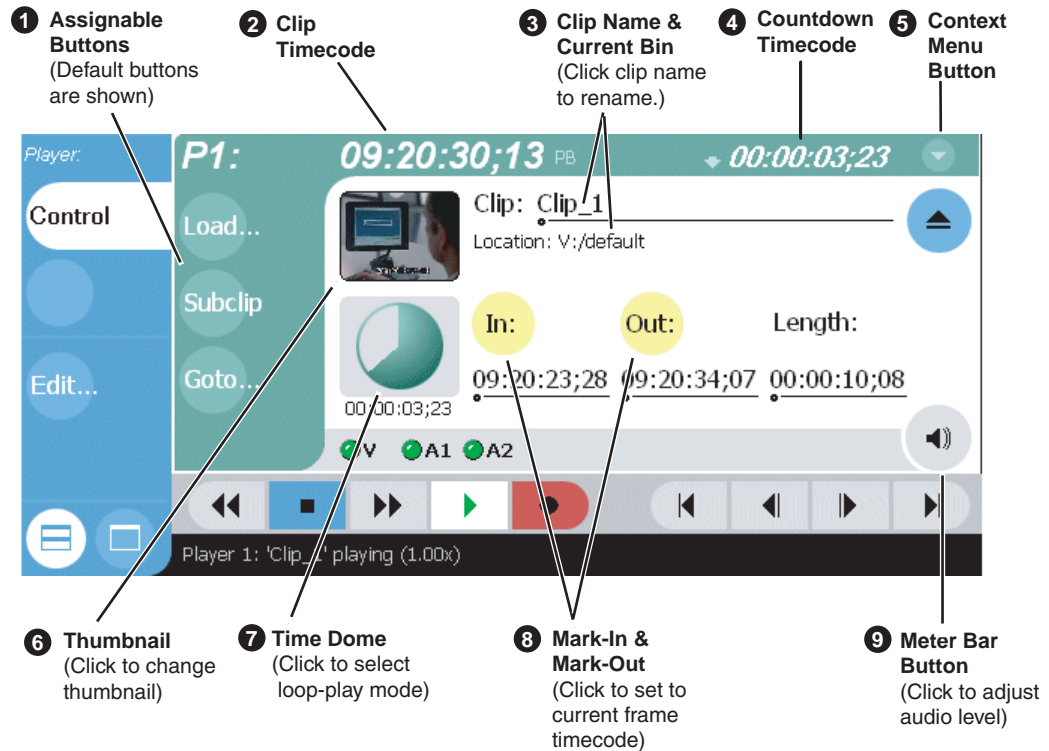 1 Assignable
Buttons
(Default buttons
are shown)
2 Clip
Timecode
3 Clip Name &
Current Bin
(Click clip name
to rename.)
4 Countdown
Timecode
5 Context
Menu
Button
Player:
P1:
09:20:30;13 PB
00:00:03;23
Control
Load...
Clip: Clip_1
Location: V:/default
Subclip
In:
Out:
Length:
Edit...
Goto...
09:20:23;28 09:20:34;07 00:00:10;08
00:00:03;23
V A1 A2
Player 1: 'Clip_1' playing (1.00x)
6 Thumbnail
(Click to change
thumbnail)
7 Time Dome
(Click to select
loop-play mode)
8 Mark-In &
Mark-Out
(Click to set to
current frame
timecode)
9 Meter Bar
Button
(Click to adjust
audio level)